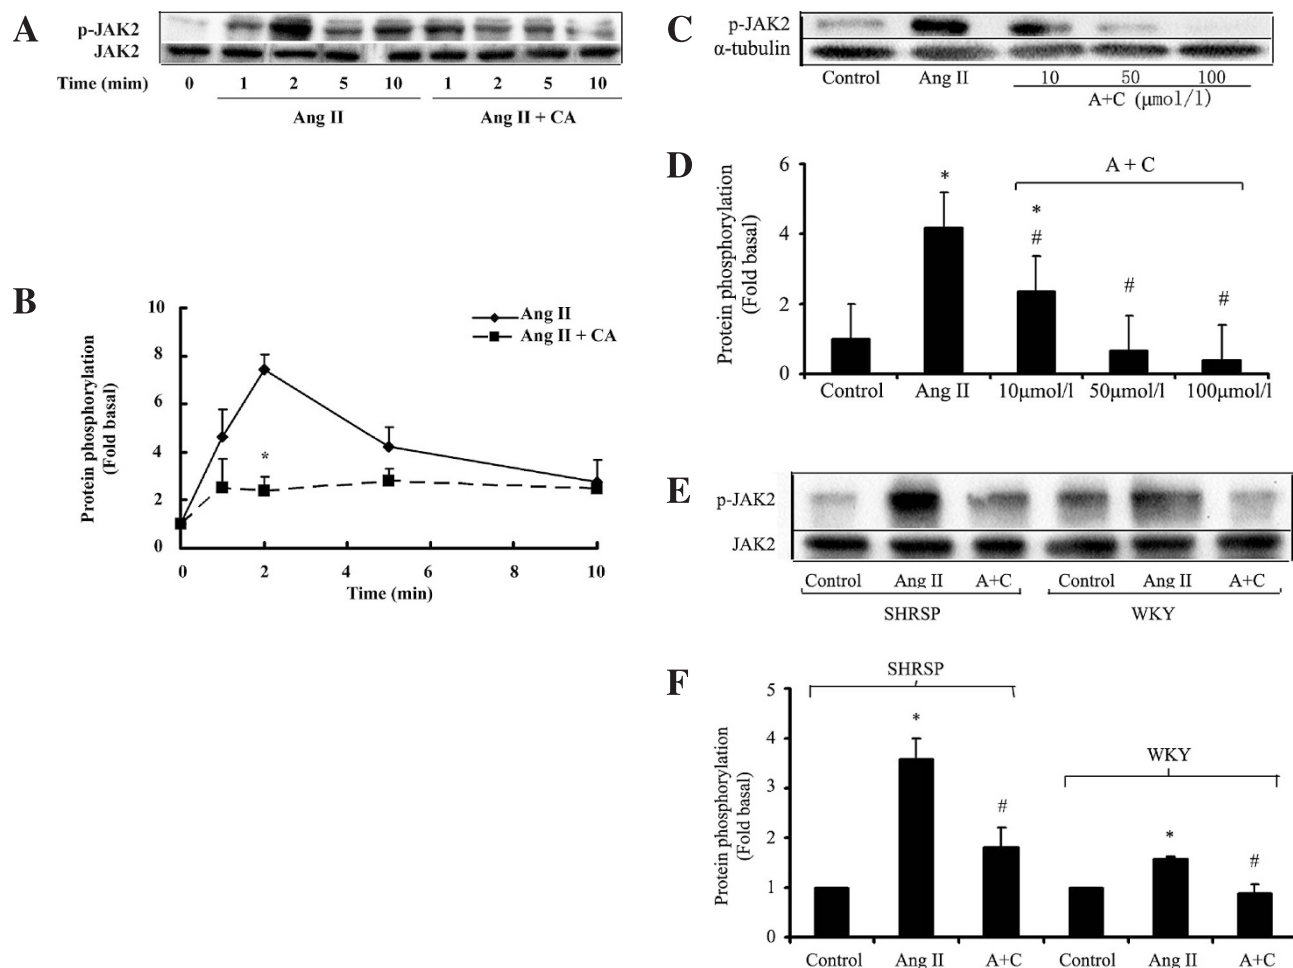 A
p-JAK2
JAK2
Time (mim) 0 1 2 5 10 1 2 5 10
Ang II Ang II + CA
B
10
8
6
4
2
0
Protein phosphorylation
(Fold basal)
Ang II
Ang II + CA
0 2 4 6 8 10
Time (min)
C
p-JAK2
α-tubulin
Control Ang II 10 50 100
A+C (μmol/l)
D
Protein phosphorylation
(Fold basal)
6
4
2
0
A + C
*
*
#
#
#
Control Ang II 10μmol/l 50μmol/l 100μmol/l
*
E
p-JAK2
JAK2
Control Ang II A+C Control Ang II A+C
SHRSP WKY
F
Protein phosphorylation
(Fold basal)
5
4
3
2
1
0
SHRSP
WKY
*
#
*
#
Control Ang II A+C Control Ang II A+C